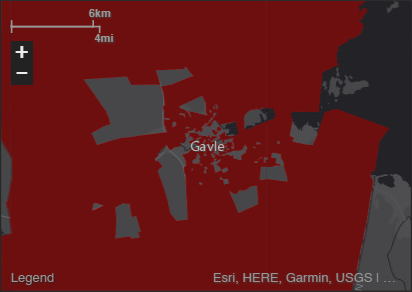 6km
4mi
+
−
Gavle
Legend
Esri, HERE, Garmin, USGS | ...